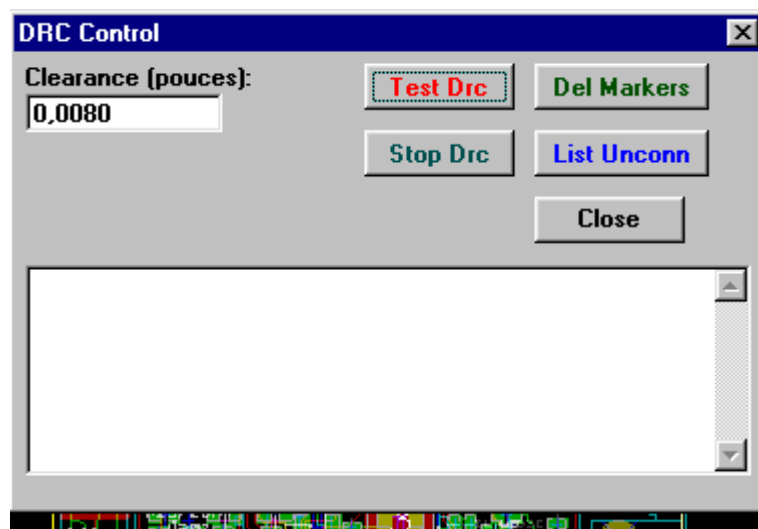 DRC Control
Clearance (pouces):
0,0080
Test Drc
Del Markers
Stop Drc
List Unconn
Close